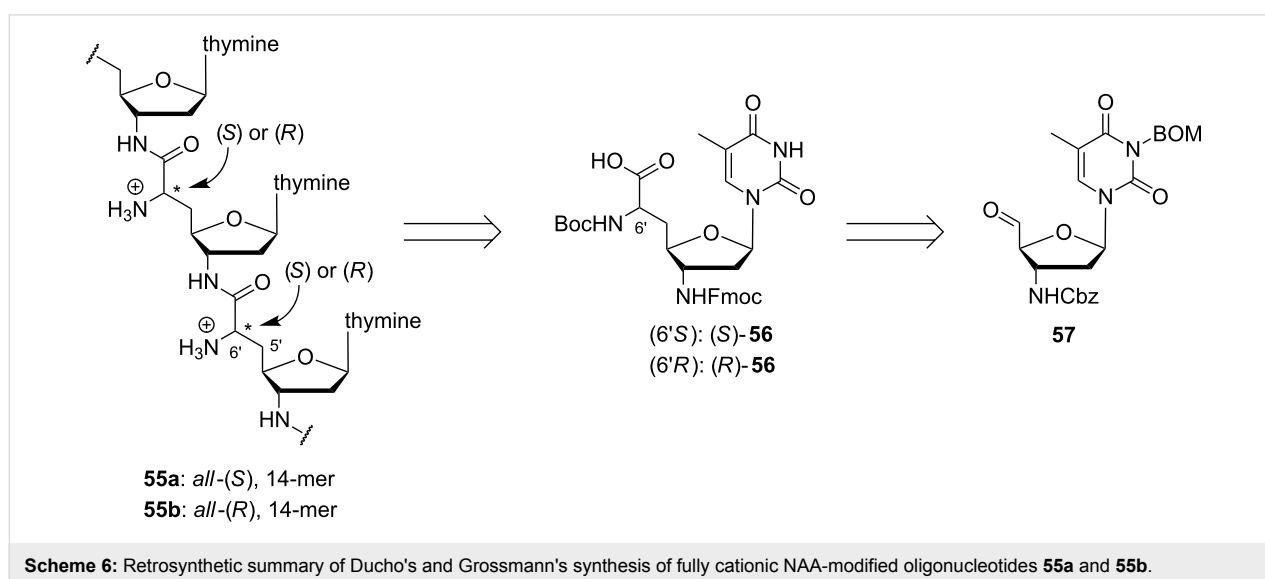 thymine
O
HN
O
(S) or (R)
*
⊕
H3N
thymine
O
HN
O
(S) or (R)
*
⊕
H3N
6'
5'
thymine
O
HN
55a: all-(S), 14-mer
55b: all-(R), 14-mer
O
NH
O
N
HO
O
BocHN
6'
O
NHFmoc
(6'S): (S)-56
(6'R): (R)-56
O
N
BOM
O
N
O
O
NHCbz
57
Scheme 6: Retrosynthetic summary of Ducho's and Grossmann's synthesis of fully cationic NAA-modified oligonucleotides 55a and 55b.